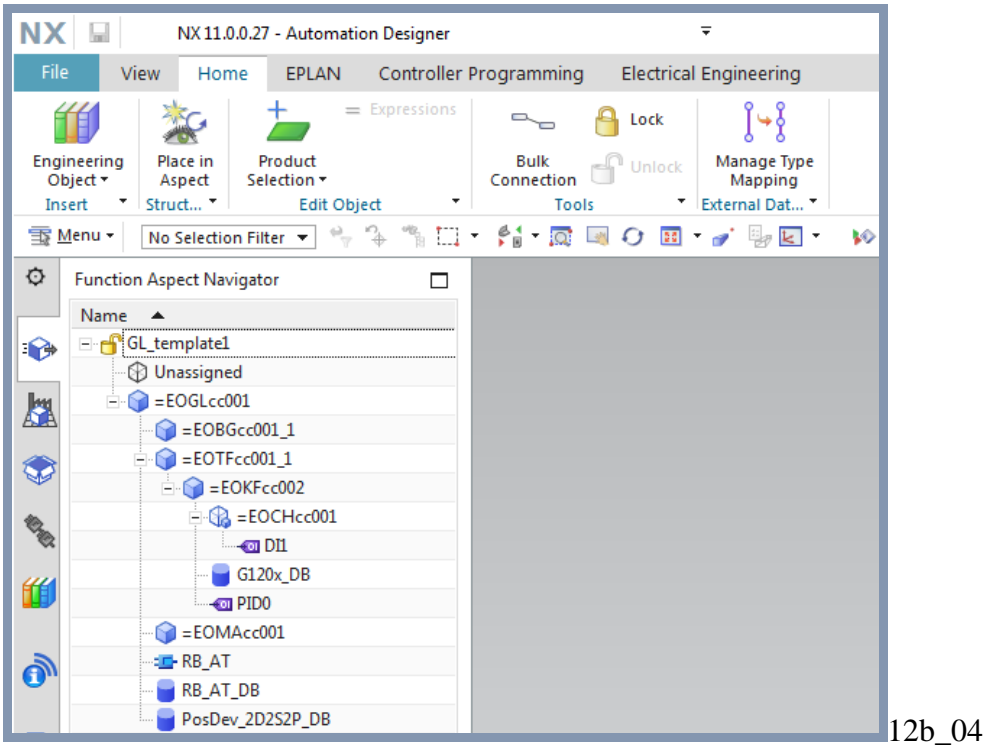 NX NX 11.0.0.27 - Automation Designer
File View Home EPLAN Controller Programming Electrical Engineering
Engineering Object
Place in Aspect
Product Selection
= Expressions
Bulk Connection
Lock
Unlock
Manage Type Mapping
Insert Struct... Edit Object Tools External Dat...
Menu No Selection Filter
Function Aspect Navigator
Name
GL_template1
Unassigned
=EOGLcc001
=EOBGcc001_1
=EOTFcc001_1
=EOKFcc002
=EOCHcc001
DI1
G120x_DB
PID0
=EOMAcc001
RB_AT
RB_AT_DB
PosDev_2D2S2P_DB
12b_04